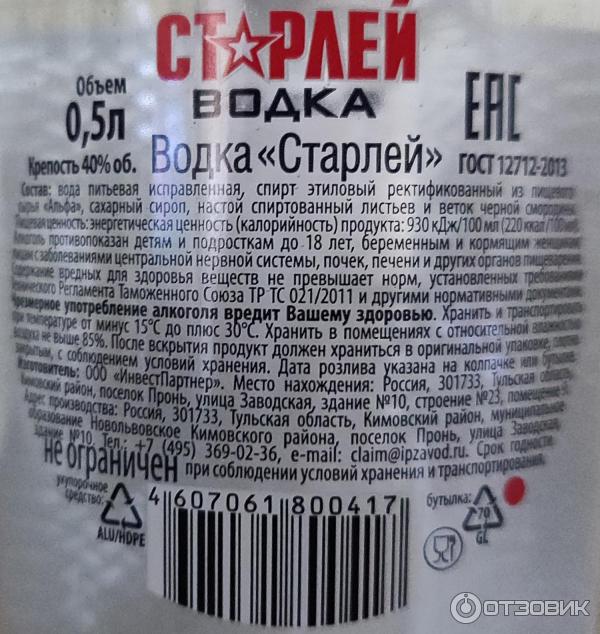 СТАРЛЕЙ
ВОДКА
Объем
0,5л
Крепость 40% об.
EAC
ГОСТ 12712-2013
Водка «Старлей»
Состав: вода питьевая исправленная, спирт этиловый ректификованный из пищевого
сырья «Альфа», сахарный сироп, настой спиртованный листьев и веток черной смородины.
Пищевая ценность: энергетическая ценность (калорийность) продукта: 930 кДж/100 мл (220 ккал/100 мл).
Алкоголь противопоказан детям и подросткам до 18 лет, беременным и кормящим женщинам,
лицам с заболеваниями центральной нервной системы, почек, печени и других органов пищеварения.
Содержание вредных для здоровья веществ не превышает норм, установленных требованиями
Технического Регламента Таможенного Союза ТР ТС 021/2011 и другими нормативными документами.
Чрезмерное употребление алкоголя вредит Вашему здоровью. Хранить и транспортировать
при температуре от минус 15°С до плюс 30°С. Хранить в помещениях с относительной влажностью
воздуха не выше 85%. После вскрытия продукт должен храниться в оригинальной упаковке, плотно
закрытым, с соблюдением условий хранения. Дата розлива указана на колпачке или бутылке.
Изготовитель: ООО «ИнвестПартнер». Место нахождения: Россия, 301733, Тульская область,
Кимовский район, поселок Пронь, улица Заводская, здание №10, строение №23, помещение
Адрес производства: Россия, 301733, Тульская область, Кимовский район, муниципальное
образование Новольвовское Кимовского района, поселок Пронь, улица Заводская,
здание №10. Тел.: +7 (495) 369-02-36, e-mail: claim@ipzavod.ru. Срок годности
не ограничен при соблюдении условий хранения и транспортирования.
укупорочное
средство:
ALU/HDPE
4 607061 800417
бутылка:
70
GL
ОТЗОВИК